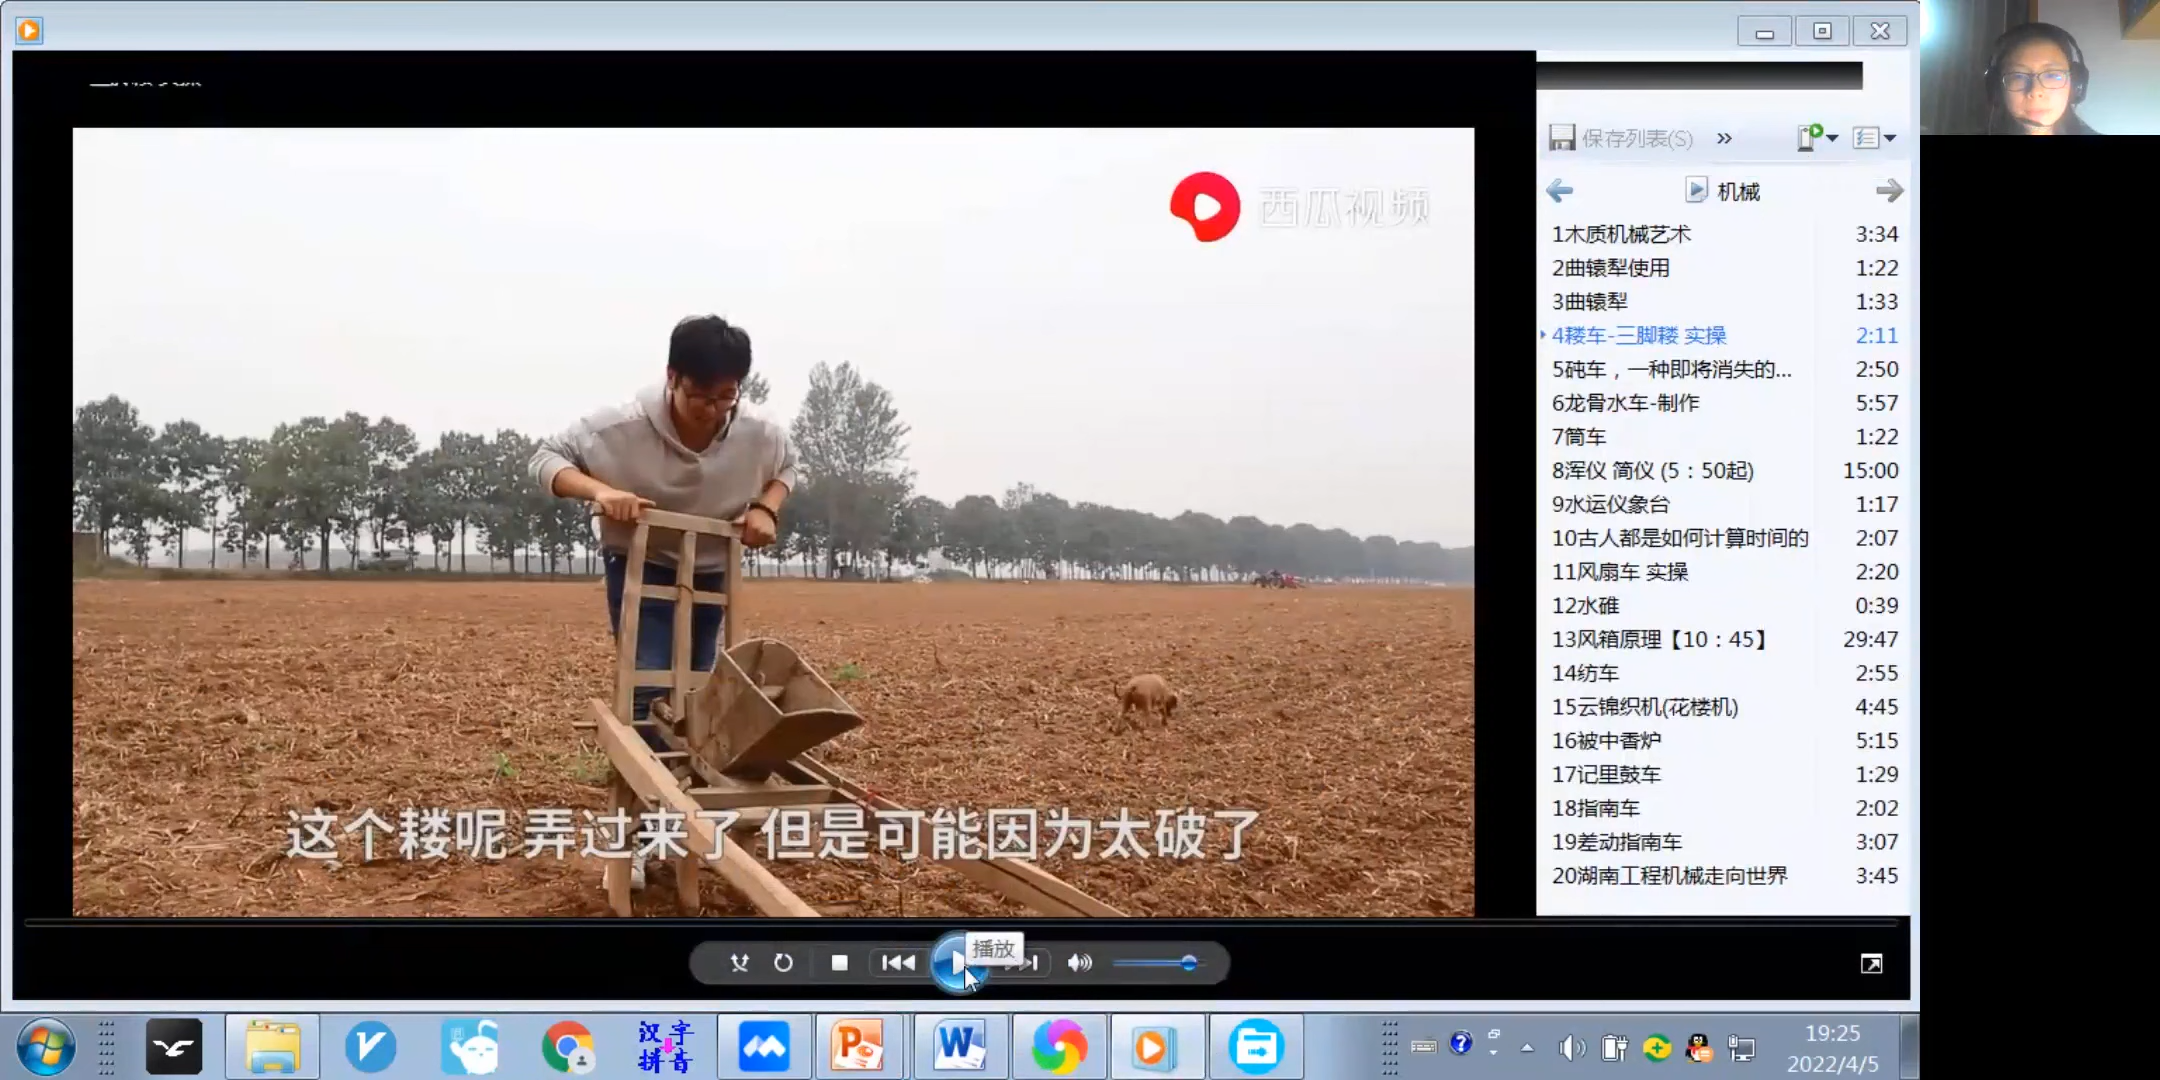 西瓜视频
这个耧呢 弄过来了 但是可能因为太破了
保存列表(S)
机械
1木质机械艺术 3:34
2曲辕犁使用 1:22
3曲辕犁 1:33
4耧车-三脚耧 实操 2:11
5砘车，一种即将消失的... 2:50
6龙骨水车-制作 5:57
7筒车 1:22
8浑仪 简仪 (5：50起) 15:00
9水运仪象台 1:17
10古人都是如何计算时间的 2:07
11风扇车 实操 2:20
12水碓 0:39
13风箱原理【10：45】 29:47
14纺车 2:55
15云锦织机(花楼机) 4:45
16被中香炉 5:15
17记里鼓车 1:29
18指南车 2:02
19差动指南车 3:07
20湖南工程机械走向世界 3:45
播放
汉字
拼音
19:25
2022/4/5